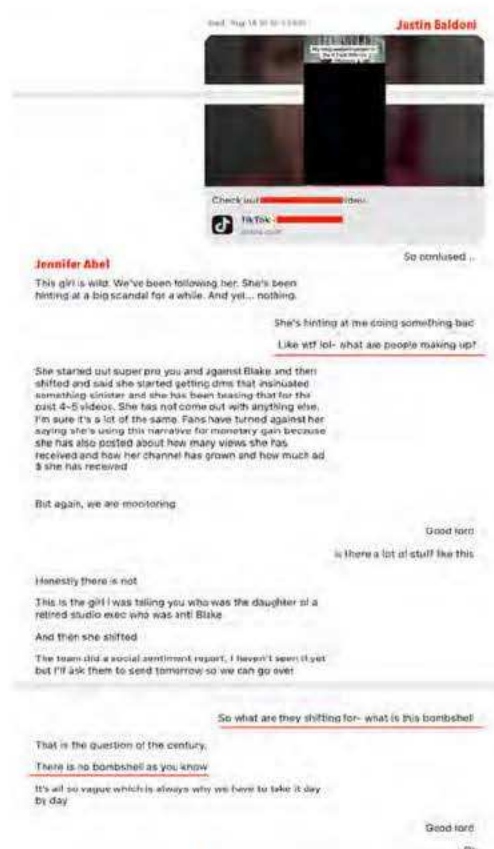 Justin Baldoni
Check out
TikTok
So confused ..
Jennifer Abel
This girl is wild. We've been following her. She's been
hinting at a big scandal for a while. And yet... nothing.
She's hinting at me doing something bad
Like wtf lol- what are people making up?
She started out super pro you and against Blake and then
shifted and said she started getting dms that insinuated
something sinister and she has been teasing that for the
past 4-5 videos. She has not come out with anything else.
I'm sure it's a lot of the same. Fans have turned against her
saying she's using this narrative for monetary gain because
she has also posted about how many views she has
received and how her channel has grown and how much ad
$ she has received
But again, we are monitoring
Good lord
is there a lot of stuff like this
Honestly there is not
This is the girl I was telling you who was the daughter of a
retired studio exec who was anti Blake
And then she shifted
The team did a social sentiment report, I haven't seen it yet
but I'll ask them to send tomorrow so we can go over
So what are they shifting for- what is this bombshell
That is the question of the century.
There is no bombshell as you know
It's all so vague which is always why we have to take it day
by day
Good lord